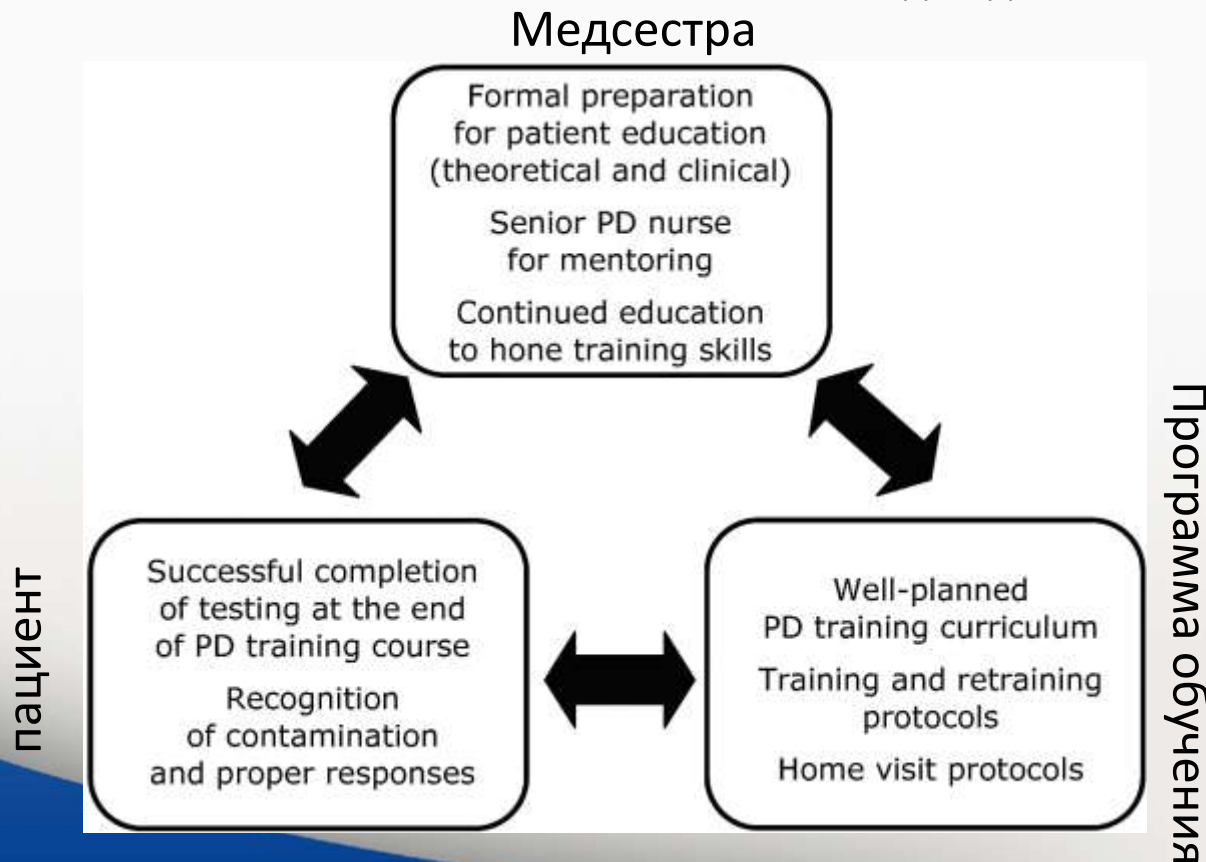 Медсестра
Formal preparation
for patient education
(theoretical and clinical)
Senior PD nurse
for mentoring
Continued education
to hone training skills
пациент
Successful completion
of testing at the end
of PD training course
Recognition
of contamination
and proper responses
Well-planned
PD training curriculum
Training and retraining
protocols
Home visit protocols
Программа обучения